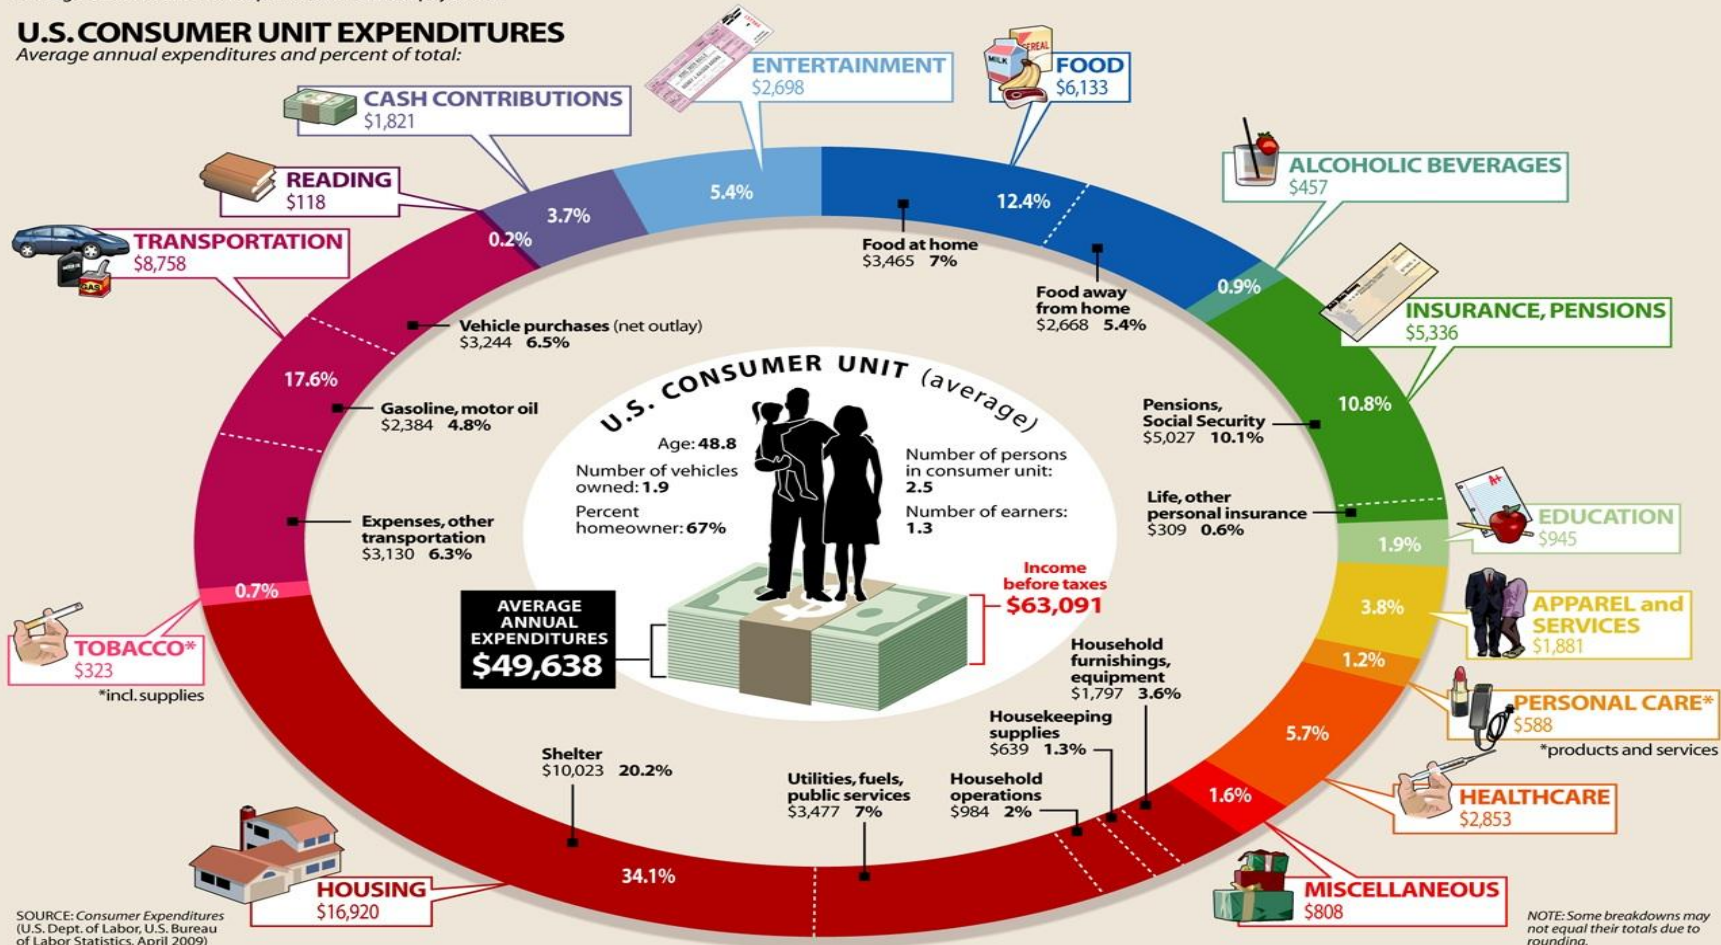 U.S. CONSUMER UNIT EXPENDITURES
Average annual expenditures and percent of total:
ENTERTAINMENT
$2,698
5.4%
MILK
CEREAL
FOOD
$6,133
12.4%
Food at home
$3,465 7%
Food away
from home
$2,668 5.4%
ALCOHOLIC BEVERAGES
$457
0.9%
INSURANCE, PENSIONS
$5,336
10.8%
Pensions,
Social Security
$5,027 10.1%
Life, other
personal insurance
$309 0.6%
A+
EDUCATION
$945
1.9%
APPAREL and
SERVICES
$1,881
3.8%
PERSONAL CARE*
$588
*products and services
1.2%
HEALTHCARE
$2,853
5.7%
MISCELLANEOUS
$808
1.6%
HOUSING
$16,920
34.1%
Shelter
$10,023 20.2%
Utilities, fuels,
public services
$3,477 7%
Household
operations
$984 2%
Housekeeping
supplies
$639 1.3%
Household
furnishings,
equipment
$1,797 3.6%
TOBACCO*
$323
*incl. supplies
0.7%
TRANSPORTATION
$8,758
GAS
17.6%
Vehicle purchases (net outlay)
$3,244 6.5%
Gasoline, motor oil
$2,384 4.8%
Expenses, other
transportation
$3,130 6.3%
READING
$118
0.2%
CASH CONTRIBUTIONS
$1,821
3.7%
U.S. CONSUMER UNIT (average)
Age: 48.8
Number of vehicles
owned: 1.9
Percent
homeowner: 67%
Number of persons
in consumer unit:
2.5
Number of earners:
1.3
Income
before taxes
$63,091
AVERAGE
ANNUAL
EXPENDITURES
$49,638
$
SOURCE: Consumer Expenditures
(U.S. Dept. of Labor, U.S. Bureau
of Labor Statistics, April 2009)
NOTE: Some breakdowns may
not equal their totals due to
rounding.